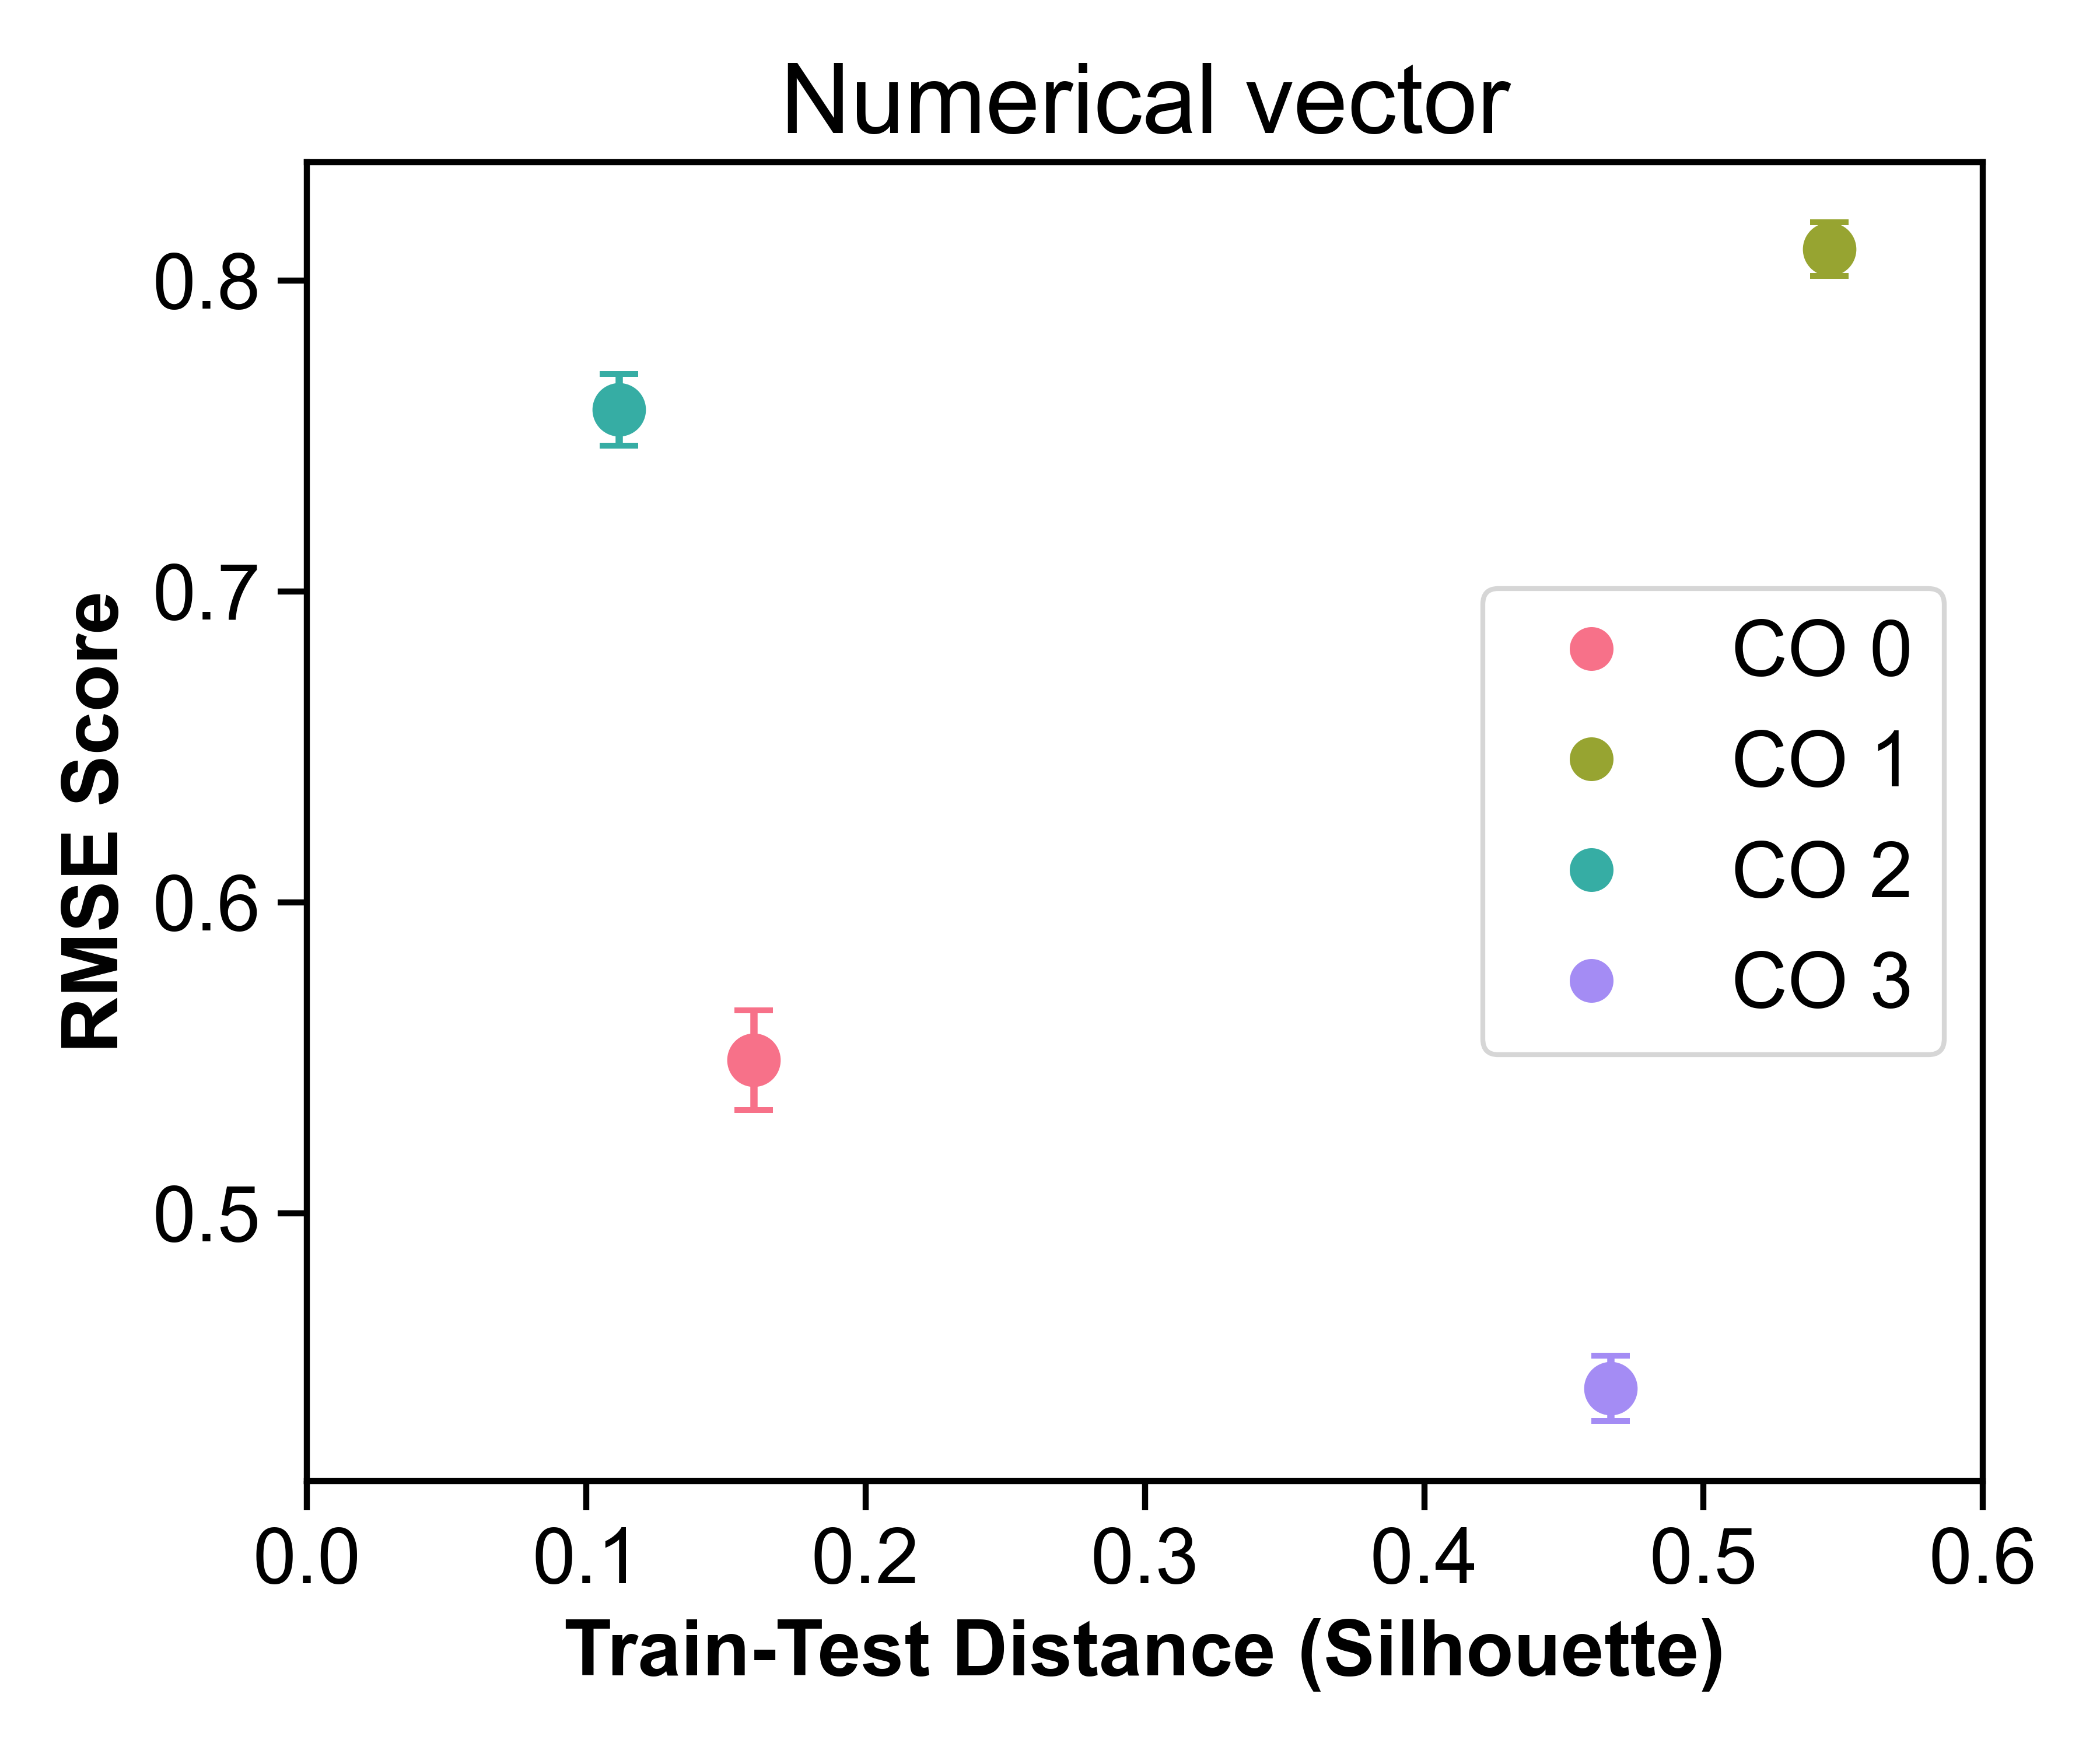 Numerical vector
RMSE Score
0.8
0.7
0.6
0.5
CO 0
CO 1
CO 2
CO 3
0.0 0.1 0.2 0.3 0.4 0.5 0.6
Train-Test Distance (Silhouette)